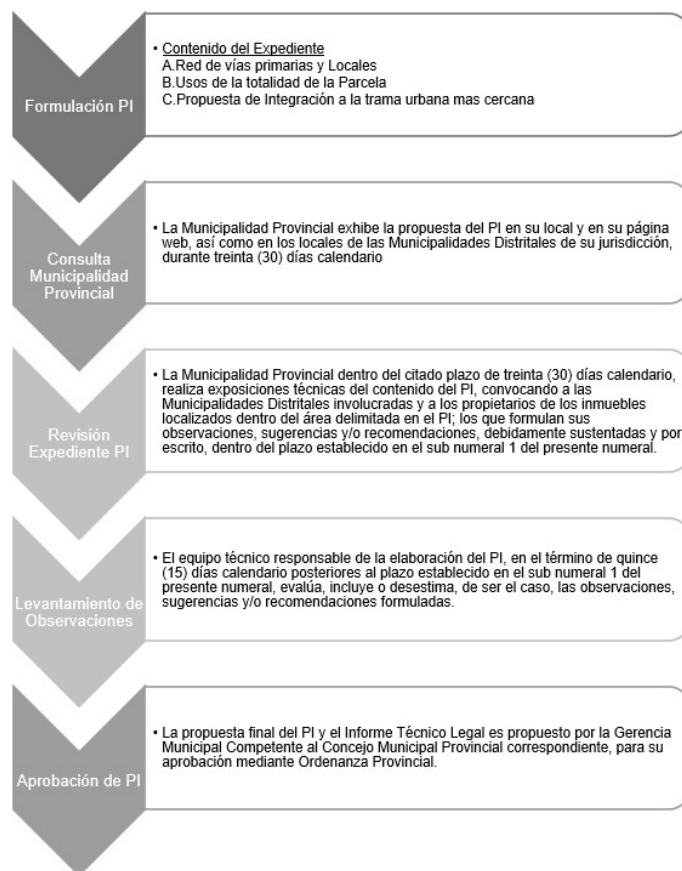 Formulación PI
• Contenido del Expediente
A.Red de vías primarias y Locales
B.Usos de la totalidad de la Parcela
C.Propuesta de Integración a la trama urbana mas cercana
Consulta
Municipalidad
Provincial
• La Municipalidad Provincial exhibe la propuesta del PI en su local y en su página
web, así como en los locales de las Municipalidades Distritales de su jurisdicción,
durante treinta (30) días calendario
Revisión
Expediente PI
• La Municipalidad Provincial dentro del citado plazo de treinta (30) días calendario,
realiza exposiciones técnicas del contenido del PI, convocando a las
Municipalidades Distritales involucradas y a los propietarios de los inmuebles
localizados dentro del área delimitada en el PI; los que formulan sus
observaciones, sugerencias y/o recomendaciones, debidamente sustentadas y por
escrito, dentro del plazo establecido en el sub numeral 1 del presente numeral.
Levantamiento de
Observaciones
• El equipo técnico responsable de la elaboración del PI, en el término de quince
(15) días calendario posteriores al plazo establecido en el sub numeral 1 del
presente numeral, evalúa, incluye o desestima, de ser el caso, las observaciones,
sugerencias y/o recomendaciones formuladas.
Aprobación de PI
• La propuesta final del PI y el Informe Técnico Legal es propuesto por la Gerencia
Municipal Competente al Concejo Municipal Provincial correspondiente, para su
aprobación mediante Ordenanza Provincial.